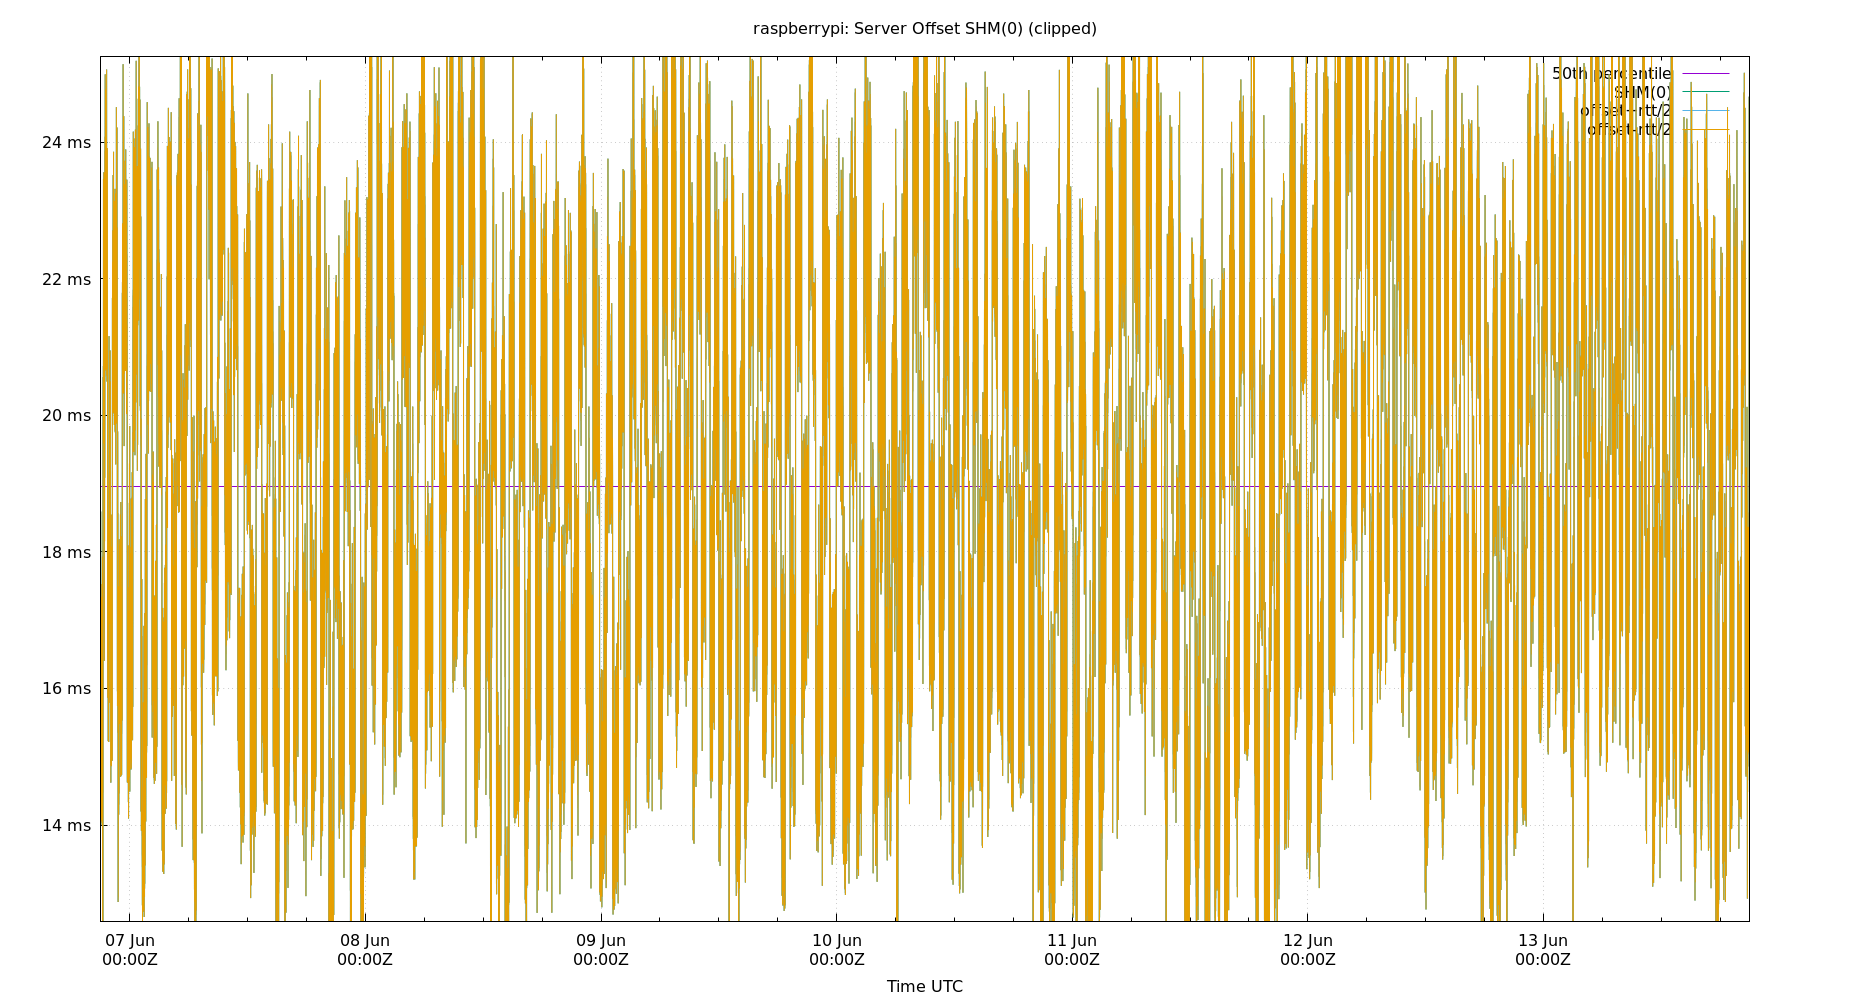 raspberrypi: Server Offset SHM(0) (clipped)
50th percentile
SHM(0)
offset+rtt/2
offset-rtt/2
24 ms
22 ms
20 ms
18 ms
16 ms
14 ms
07 Jun 08 Jun 09 Jun 10 Jun 11 Jun 12 Jun 13 Jun
00:00Z 00:00Z 00:00Z 00:00Z 00:00Z 00:00Z 00:00Z
Time UTC